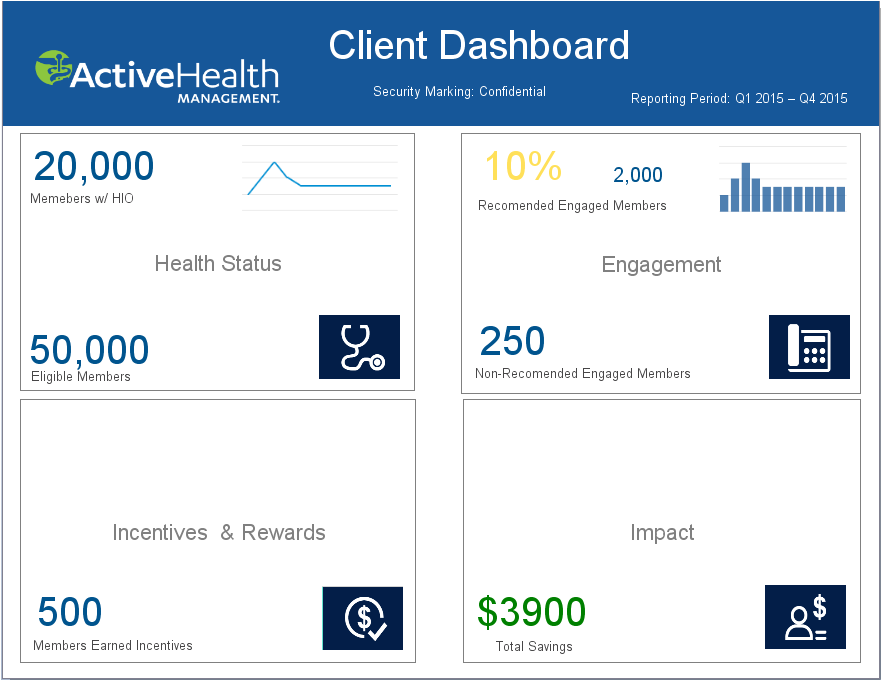 Client Dashboard
ActiveHealth
MANAGEMENT.
Security Marking: Confidential
Reporting Period: Q1 2015 – Q4 2015
20,000
Memebers w/ HIO
Health Status
50,000
Eligible Members
10% 2,000
Recomended Engaged Members
Engagement
250
Non-Recomended Engaged Members
Incentives & Rewards
500
$
Members Earned Incentives
Impact
$3900
$
Total Savings